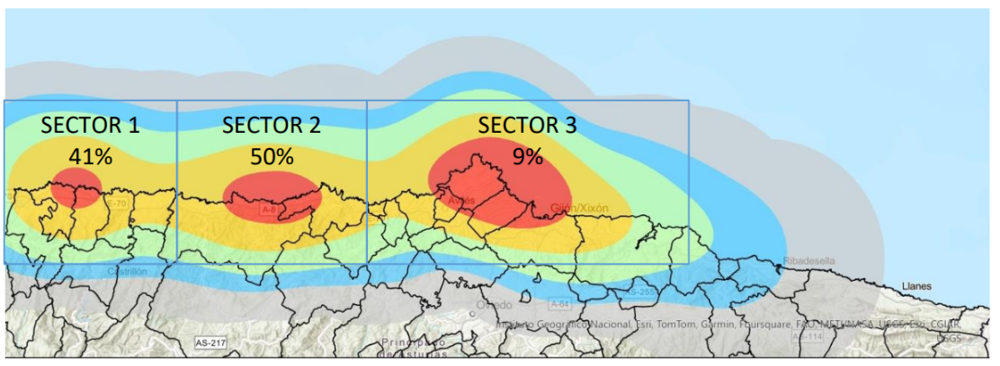 SECTOR 1
41%
SECTOR 2
50%
SECTOR 3
9%
E-70
A-8
Avilés
Gijón/Xixón
Castrillón
Ribadesella
Llanes
AS-255
A-64
Oviedo
Instituto Geográfico Nacional, Esri, TomTom, Garmin, Foursquare, FAO, METI/NASA, USGS, Esri, CGIAR,
USGS
AS-217
AS-114
Principado
de Asturias